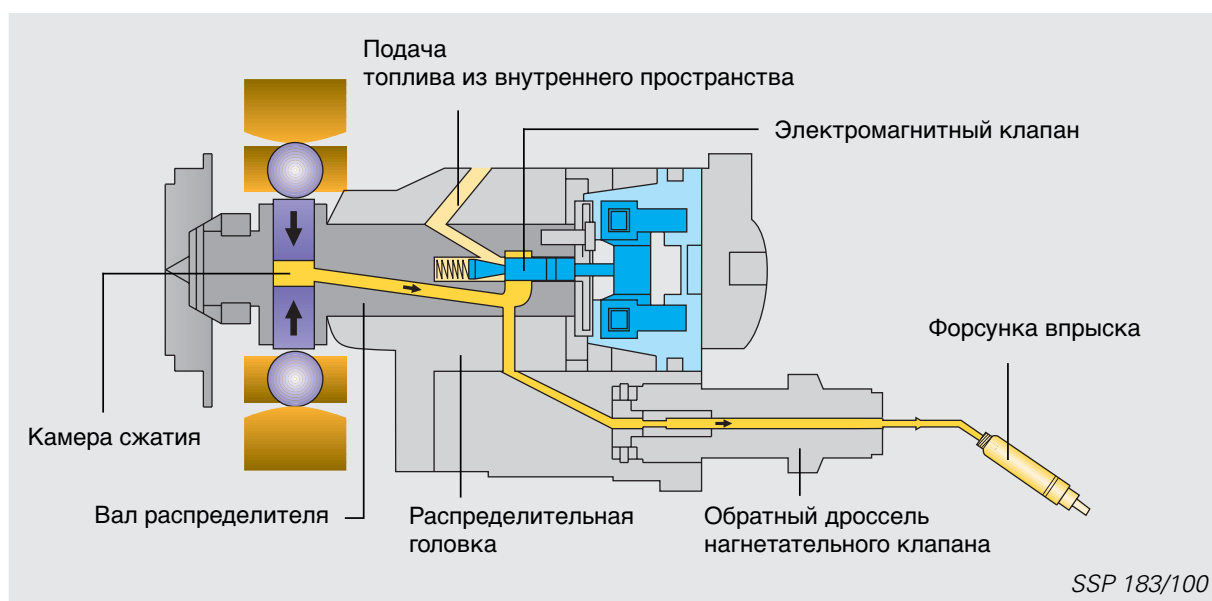 Подача
топлива из внутреннего пространства
Электромагнитный клапан
Форсунка впрыска
Камера сжатия
Вал распределителя
Распределительная
головка
Обратный дроссель
нагнетательного клапана
SSP 183/100